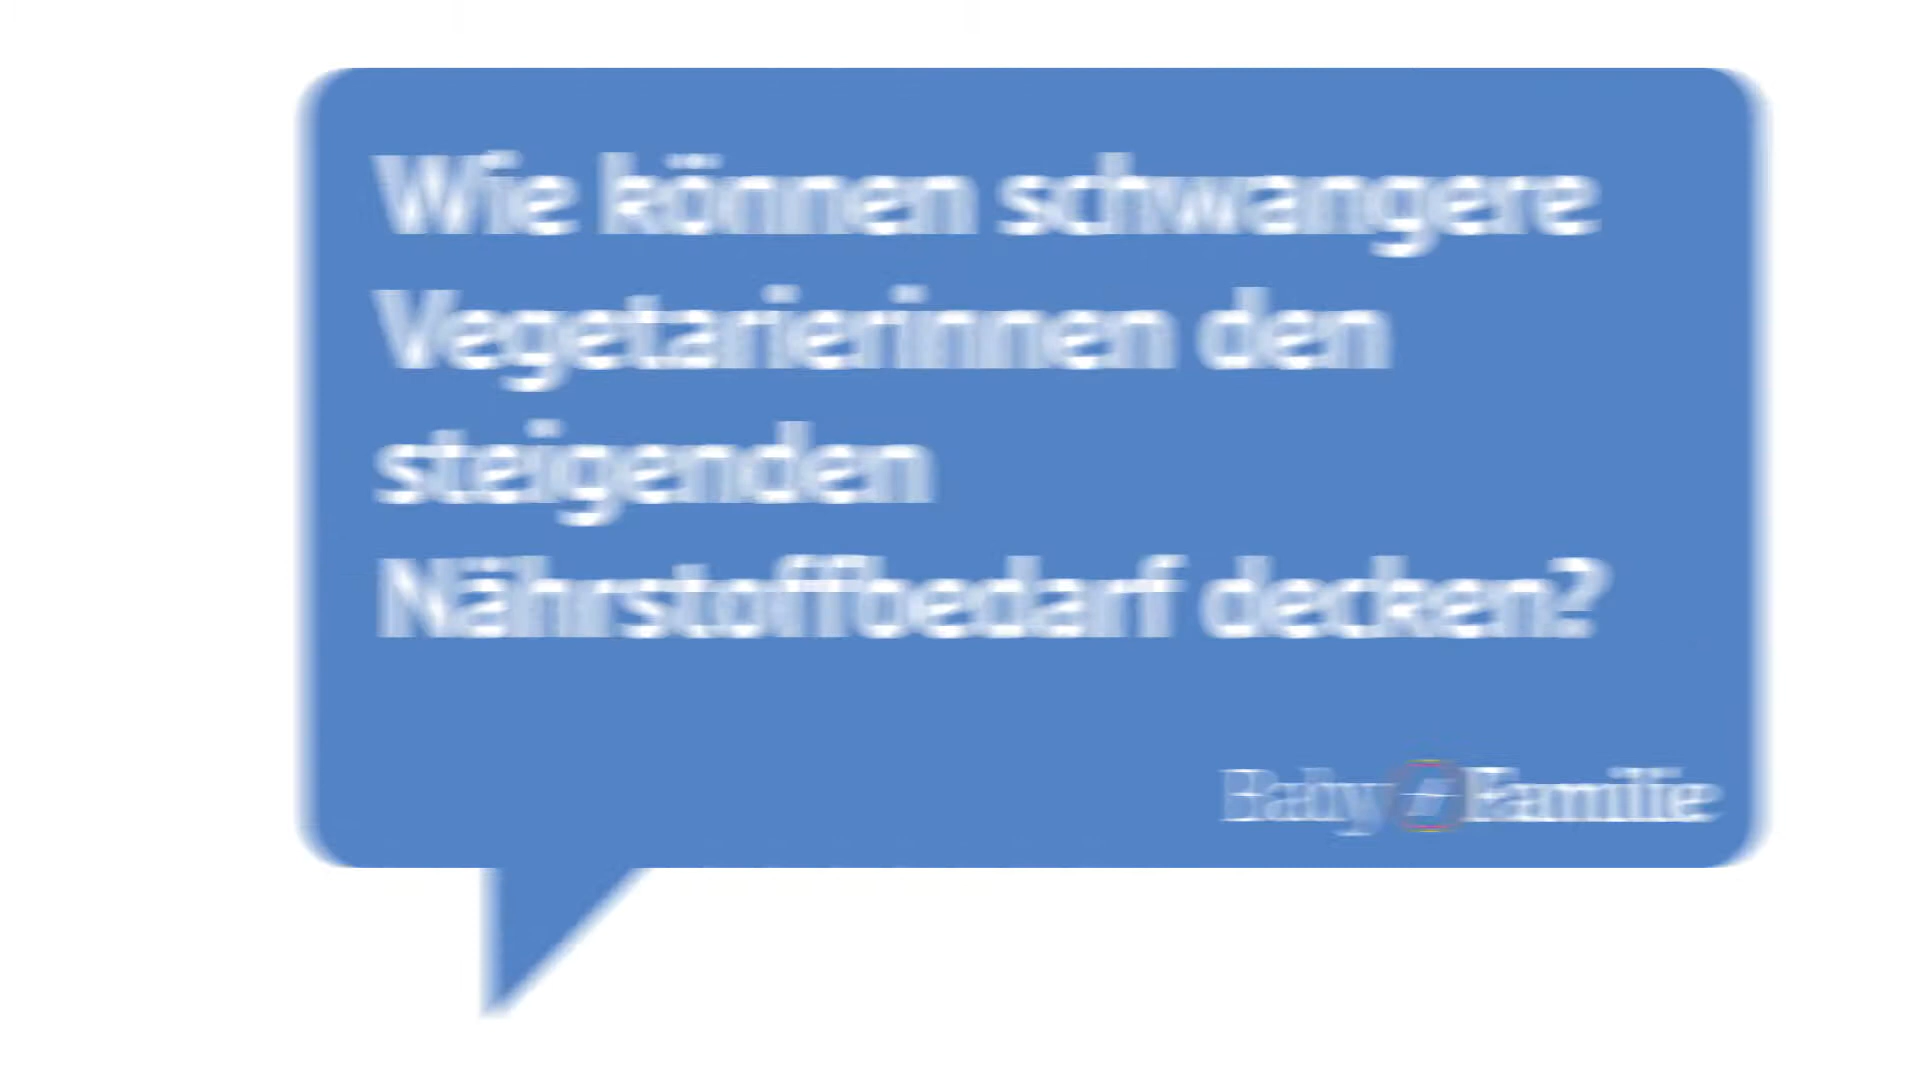 Wie können schwangere
Vegetarierinnen den
steigenden
Nährstoffbedarf decken?
Baby Familie